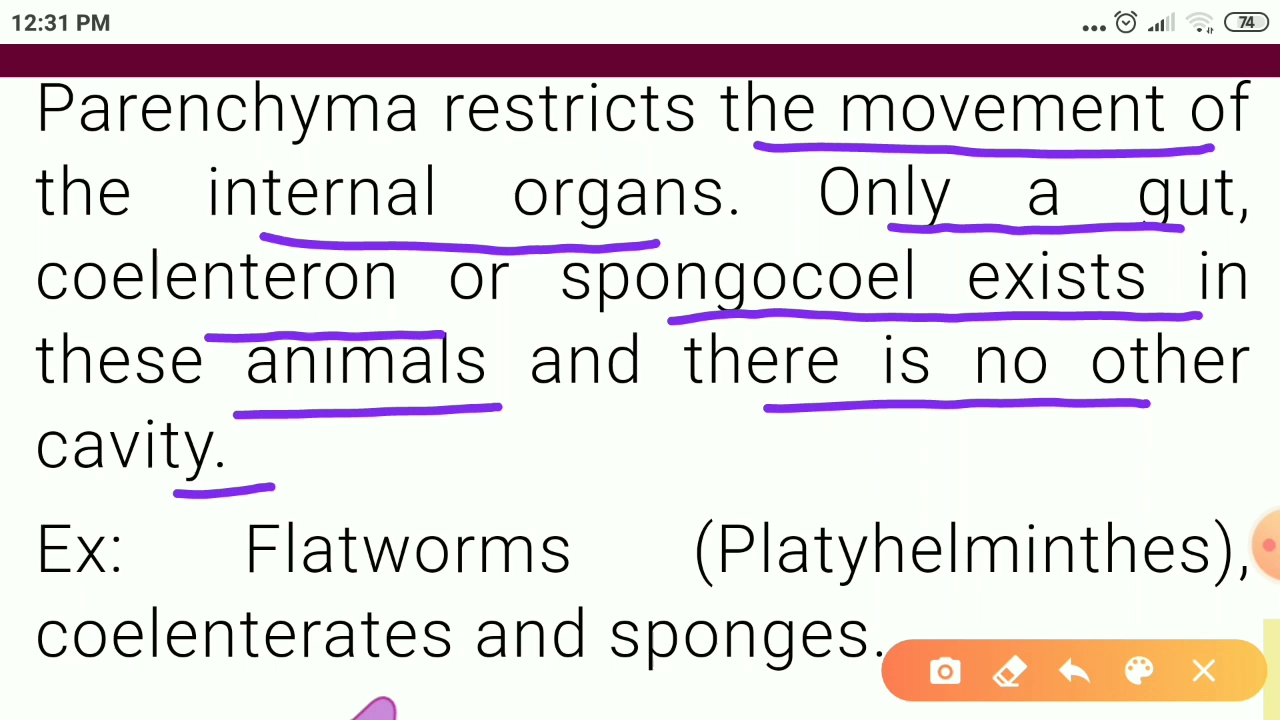 12:31 PM
74
Parenchyma restricts the movement of
the internal organs. Only a gut,
coelenteron or spongocoel exists in
these animals and there is no other
cavity.
Ex: Flatworms (Platyhelminthes),
coelenterates and sponges.